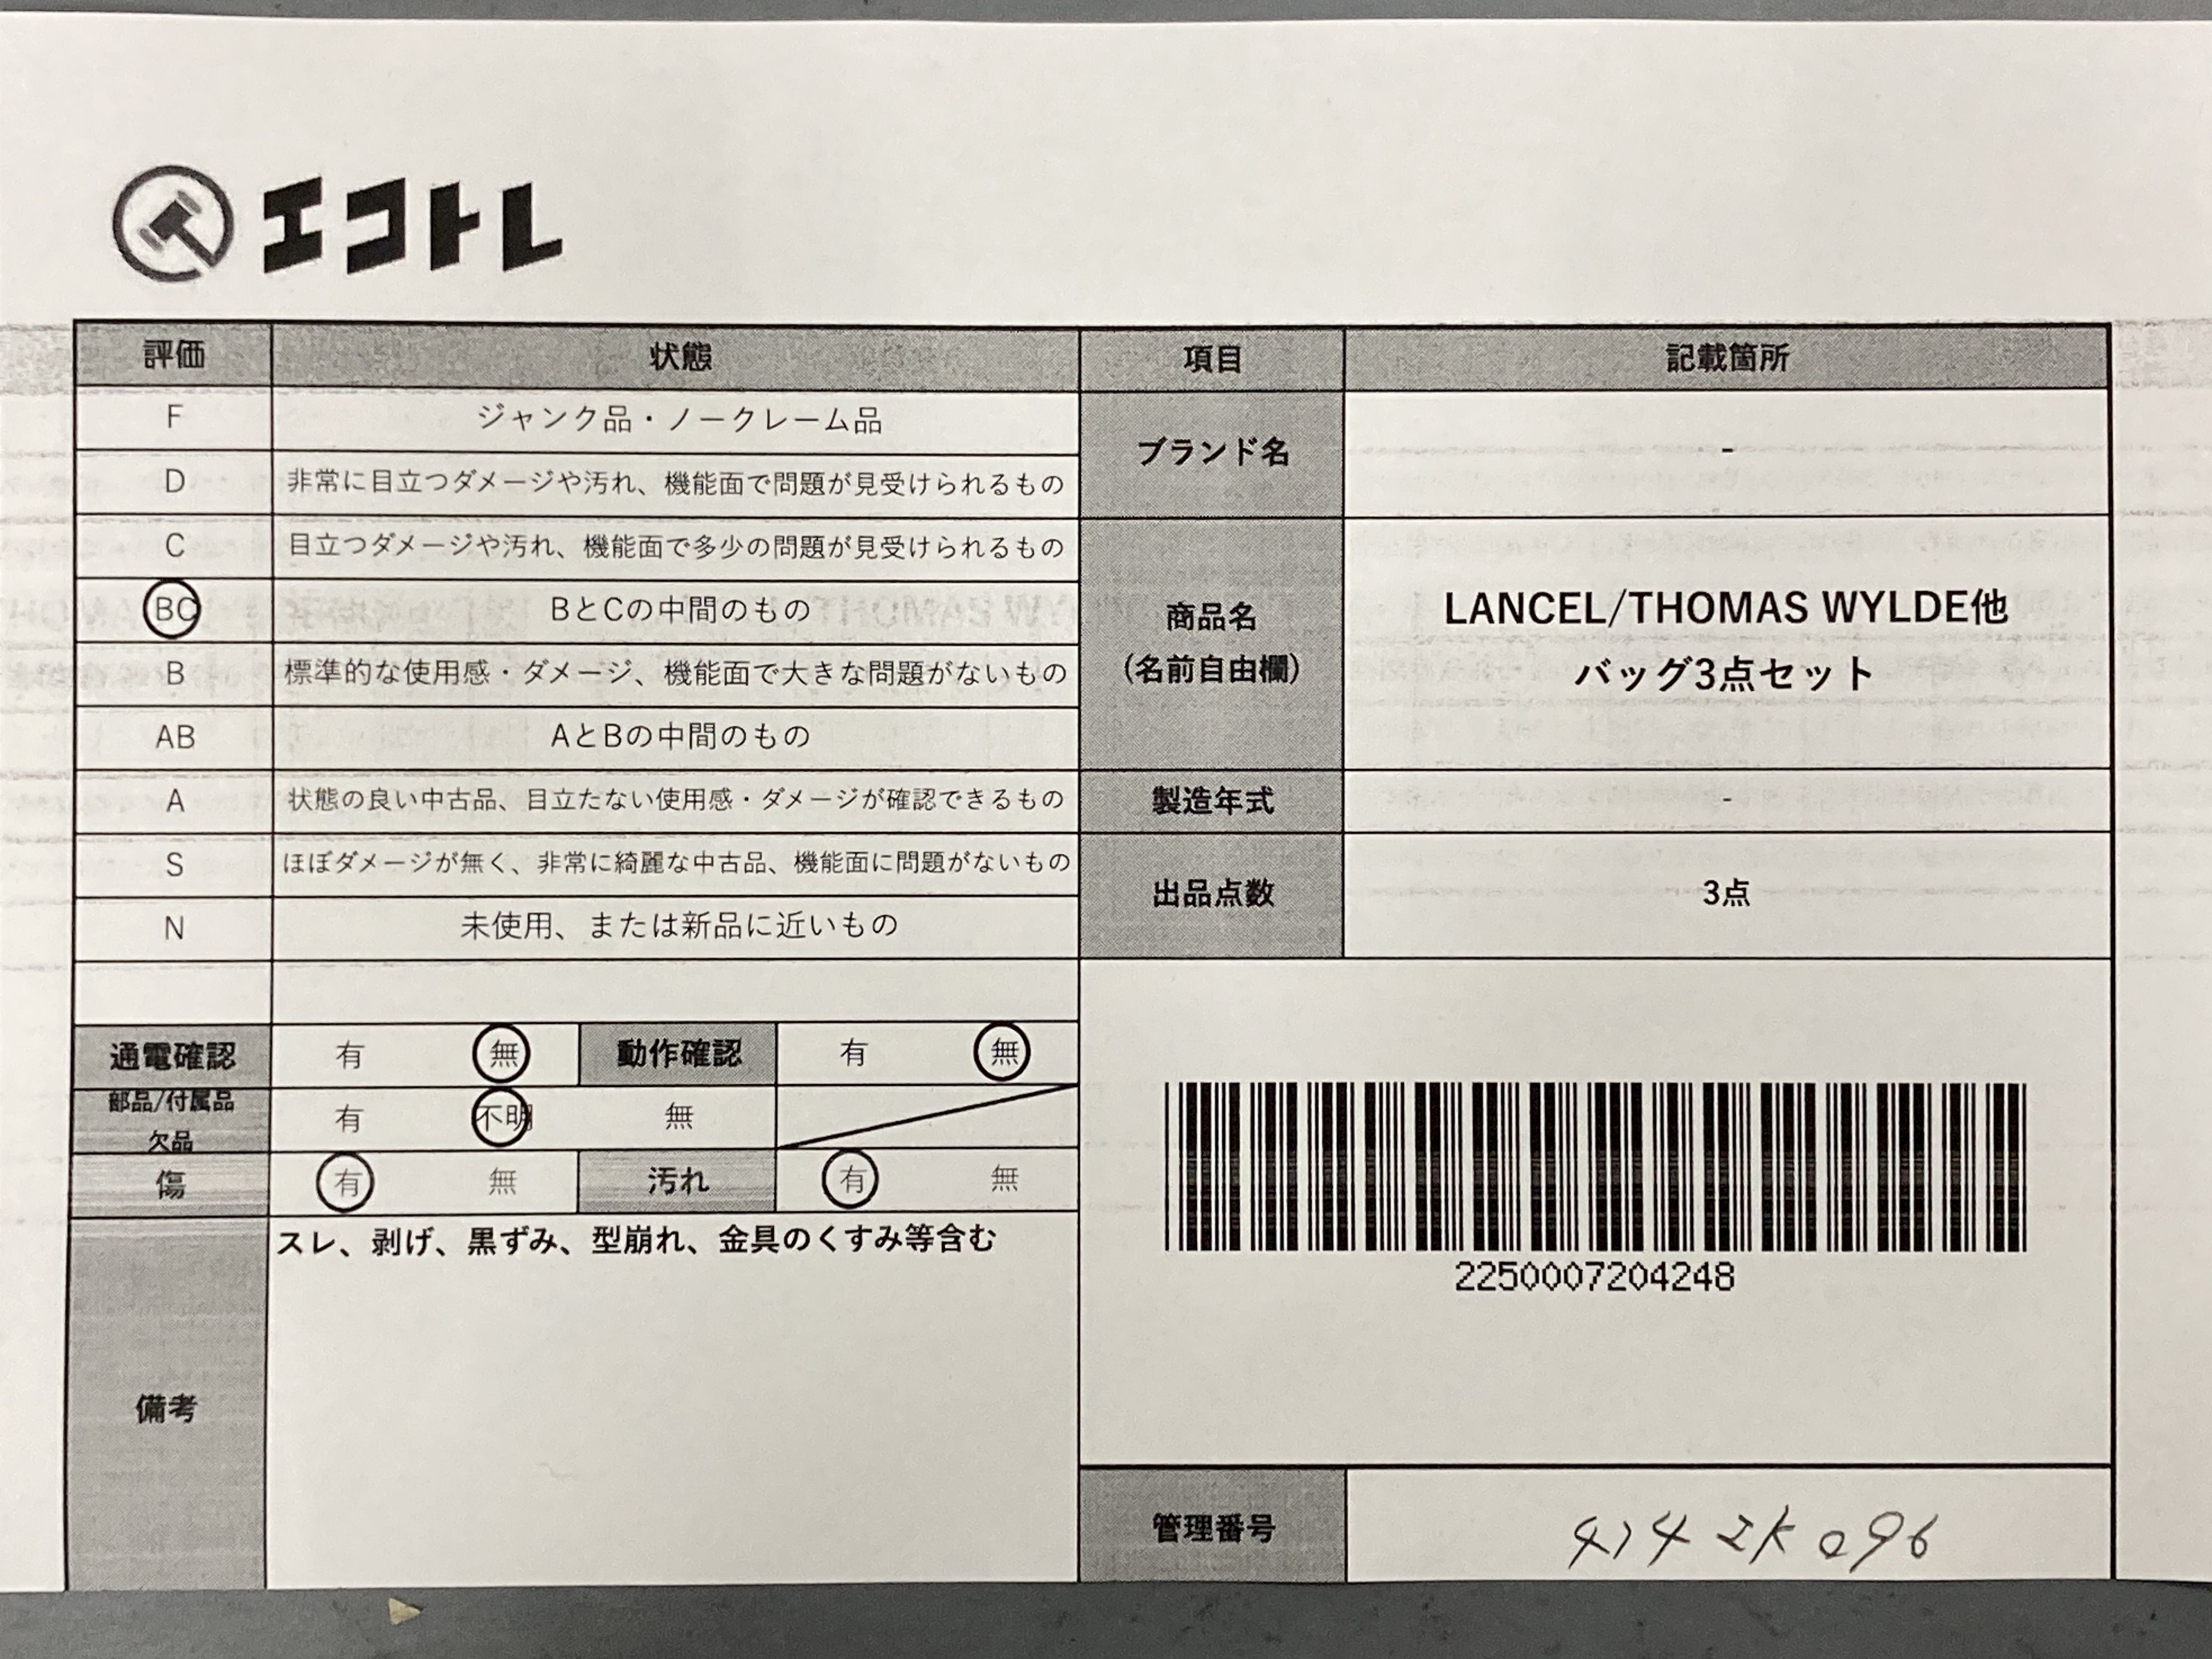 エコトレ
評価 状態 項目 記載箇所
F ジャンク品・ノークレーム品
D 非常に目立つダメージや汚れ、機能面で問題が見受けられるもの
ブランド名 -
C 目立つダメージや汚れ、機能面で多少の問題が見受けられるもの
BC BとCの中間のもの
B 標準的な使用感・ダメージ、機能面で大きな問題がないもの
AB AとBの中間のもの
商品名
(名前自由欄)
LANCEL/THOMAS WYLDE他
バッグ3点セット
A 状態の良い中古品、目立たない使用感・ダメージが確認できるもの
製造年式 -
S ほぼダメージが無く、非常に綺麗な中古品、機能面に問題がないもの
N 未使用、または新品に近いもの
出品点数 3点
通電確認 有 無 動作確認 有 無
部品/付属品
欠品
有 不明 無
傷 有 無 汚れ 有 無
備考
スレ、剥げ、黒ずみ、型崩れ、金具のくすみ等含む
2250007204248
管理番号 414 IK 096